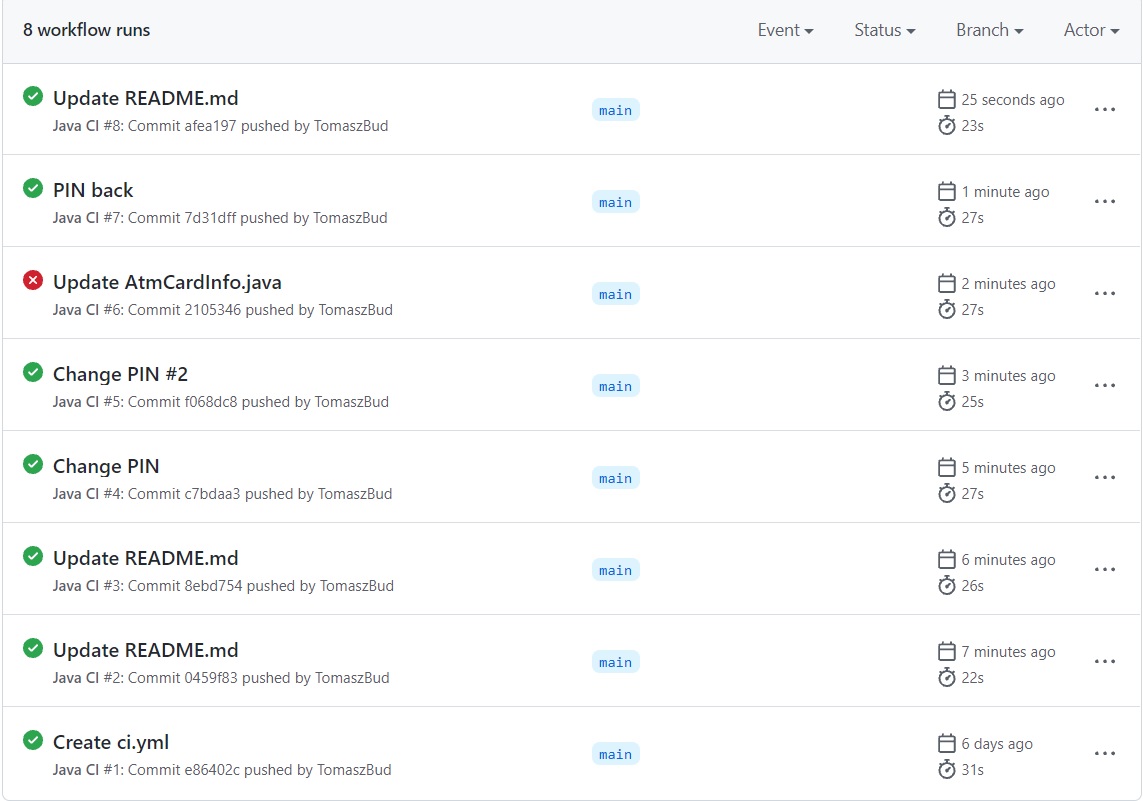 8 workflow runs
Event Status Branch Actor
Update README.md
Java CI #8: Commit afea197 pushed by TomaszBud
main
25 seconds ago
23s
PIN back
Java CI #7: Commit 7d31dff pushed by TomaszBud
main
1 minute ago
27s
Update AtmCardInfo.java
Java CI #6: Commit 2105346 pushed by TomaszBud
main
2 minutes ago
27s
Change PIN #2
Java CI #5: Commit f068dc8 pushed by TomaszBud
main
3 minutes ago
25s
Change PIN
Java CI #4: Commit c7bdaa3 pushed by TomaszBud
main
5 minutes ago
27s
Update README.md
Java CI #3: Commit 8ebd754 pushed by TomaszBud
main
6 minutes ago
26s
Update README.md
Java CI #2: Commit 0459f83 pushed by TomaszBud
main
7 minutes ago
22s
Create ci.yml
Java CI #1: Commit e86402c pushed by TomaszBud
main
6 days ago
31s